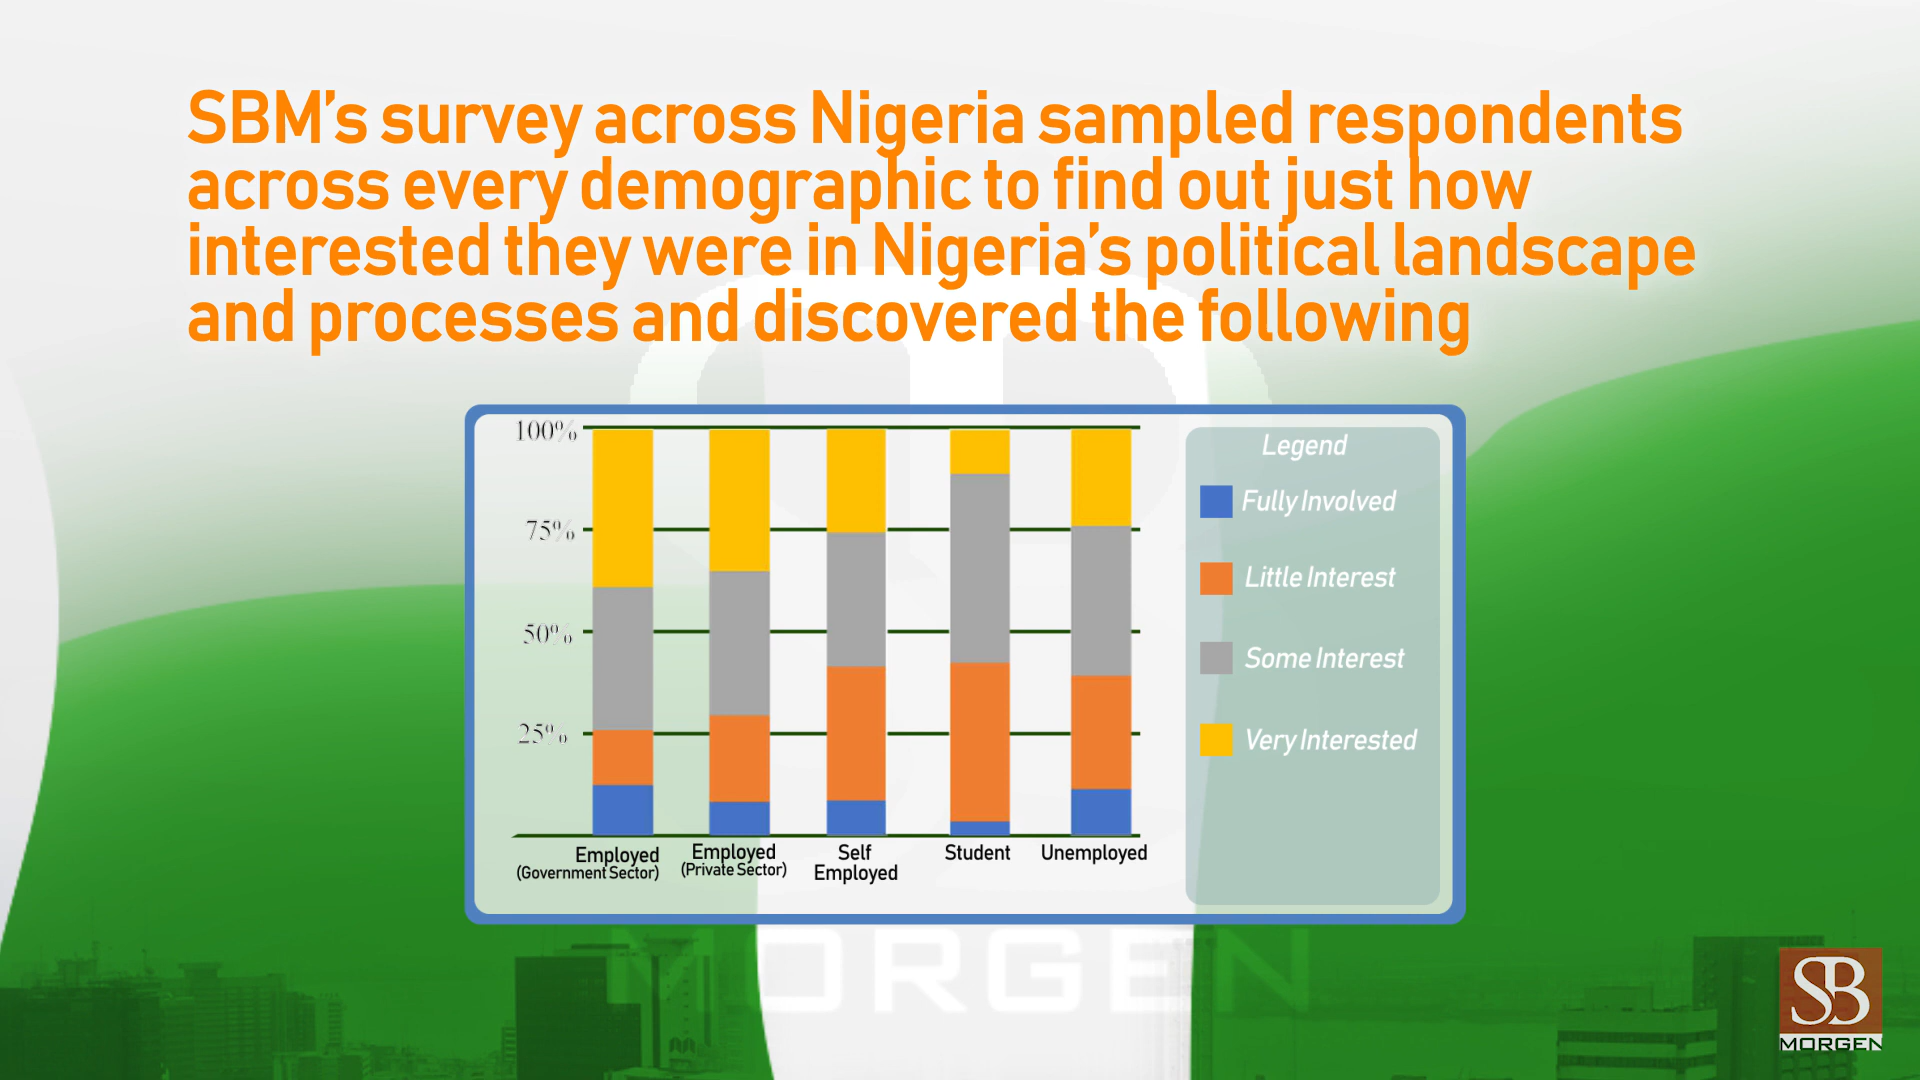 SBM's survey across Nigeria sampled respondents
across every demographic to find out just how
interested they were in Nigeria's political landscape
and processes and discovered the following
100%
75%
50%
25%
Employed
(Government Sector)
Employed
(Private Sector)
Self
Employed
Student
Unemployed
Legend
Fully Involved
Little Interest
Some Interest
Very Interested
MORGEN
SB
MORGEN